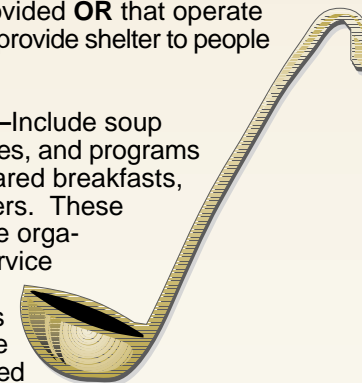 ovided OR that operate
provide shelter to people
–Include soup
es, and programs
ared breakfasts,
ers. These
e orga-
rvice
s
e
ed